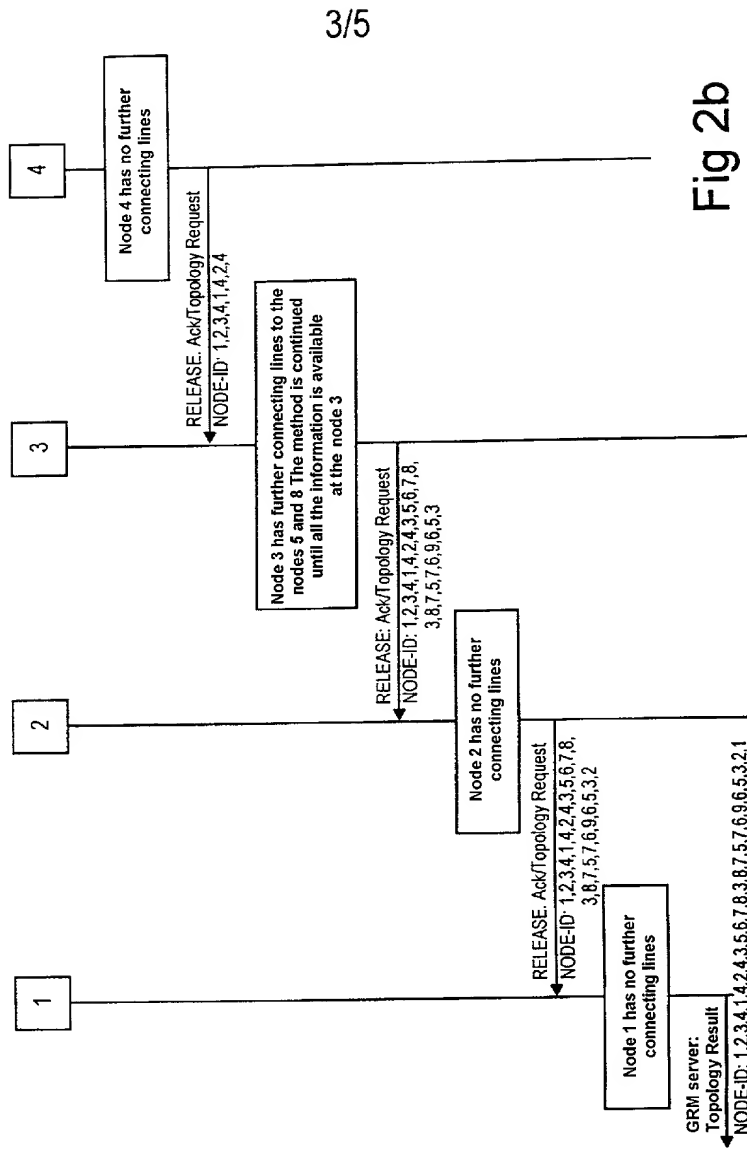 3/5
1
2
3
4
Node 4 has no further
connecting lines
RELEASE. Ack/Topology Request
NODE-ID: 1,2,3,4,1,4,2,4
Node 3 has further connecting lines to the
nodes 5 and 8 The method is continued
until all the information is available
at the node 3
RELEASE: Ack/Topology Request
NODE-ID: 1,2,3,4,1,4,2,4,3,5,6,7,8,
3,8,7,5,7,6,9,6,5,3
Node 2 has no further
connecting lines
RELEASE. Ack/Topology Request
NODE-ID: 1,2,3,4,1,4,2,4,3,5,6,7,8,
3,8,7,5,7,6,9,6,5,3,2
Node 1 has no further
connecting lines
GRM server:
Topology Result
NODE-ID: 1,2,3,4,1,4,2,4,3,5,6,7,8,3,8,7,5,7,6,9,6,5,3,2,1
Fig 2b